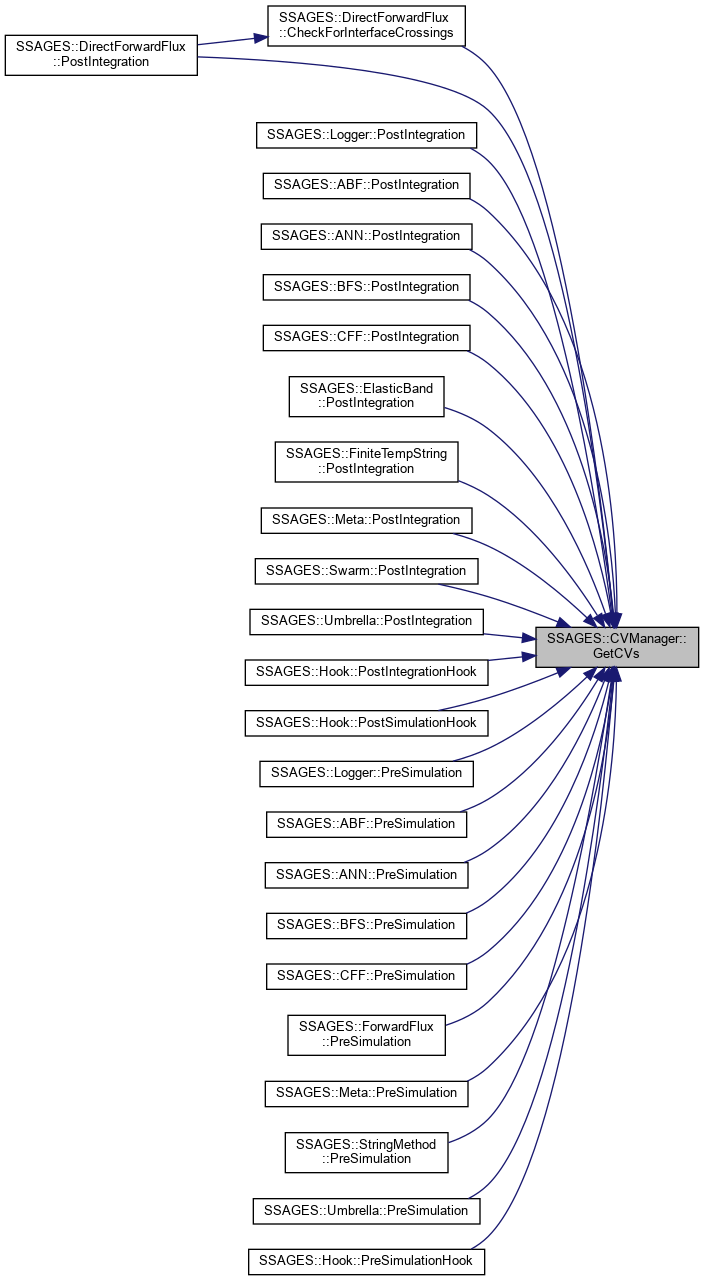 SSAGES::DirectForwardFlux
::CheckForInterfaceCrossings
SSAGES::DirectForwardFlux
::PostIntegration
SSAGES::Logger::PostIntegration
SSAGES::ABF::PostIntegration
SSAGES::ANN::PostIntegration
SSAGES::BFS::PostIntegration
SSAGES::CFF::PostIntegration
SSAGES::ElasticBand
::PostIntegration
SSAGES::FiniteTempString
::PostIntegration
SSAGES::Meta::PostIntegration
SSAGES::Swarm::PostIntegration
SSAGES::Umbrella::PostIntegration
SSAGES::CVManager::
GetCVs
SSAGES::Hook::PostIntegrationHook
SSAGES::Hook::PostSimulationHook
SSAGES::Logger::PreSimulation
SSAGES::ABF::PreSimulation
SSAGES::ANN::PreSimulation
SSAGES::BFS::PreSimulation
SSAGES::CFF::PreSimulation
SSAGES::ForwardFlux
::PreSimulation
SSAGES::Meta::PreSimulation
SSAGES::StringMethod
::PreSimulation
SSAGES::Umbrella::PreSimulation
SSAGES::Hook::PreSimulationHook